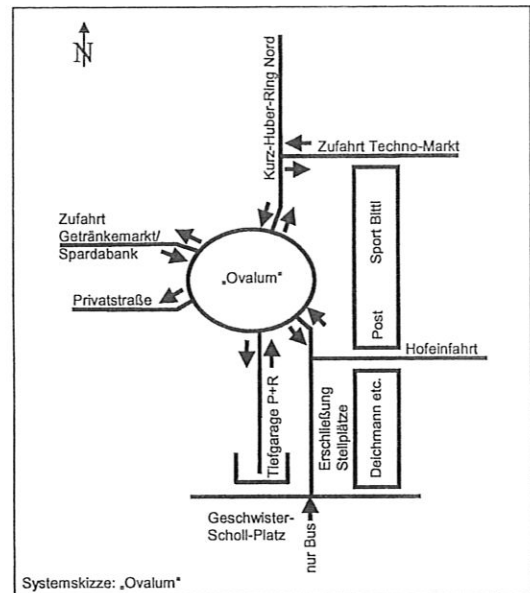 N
Kurz-Huber-Ring Nord
Zufahrt Techno-Markt
Zufahrt
Getränkemarkt/
Spardabank
Sport Bittl
„Ovalum"
Privatstraße
Post
Hofeinfahrt
Tiefgarage P+R
Erschließung
Stellplätze
Deichmann etc.
Geschwister-
Scholl-Platz
nur Bus
Systemskizze: „Ovalum"